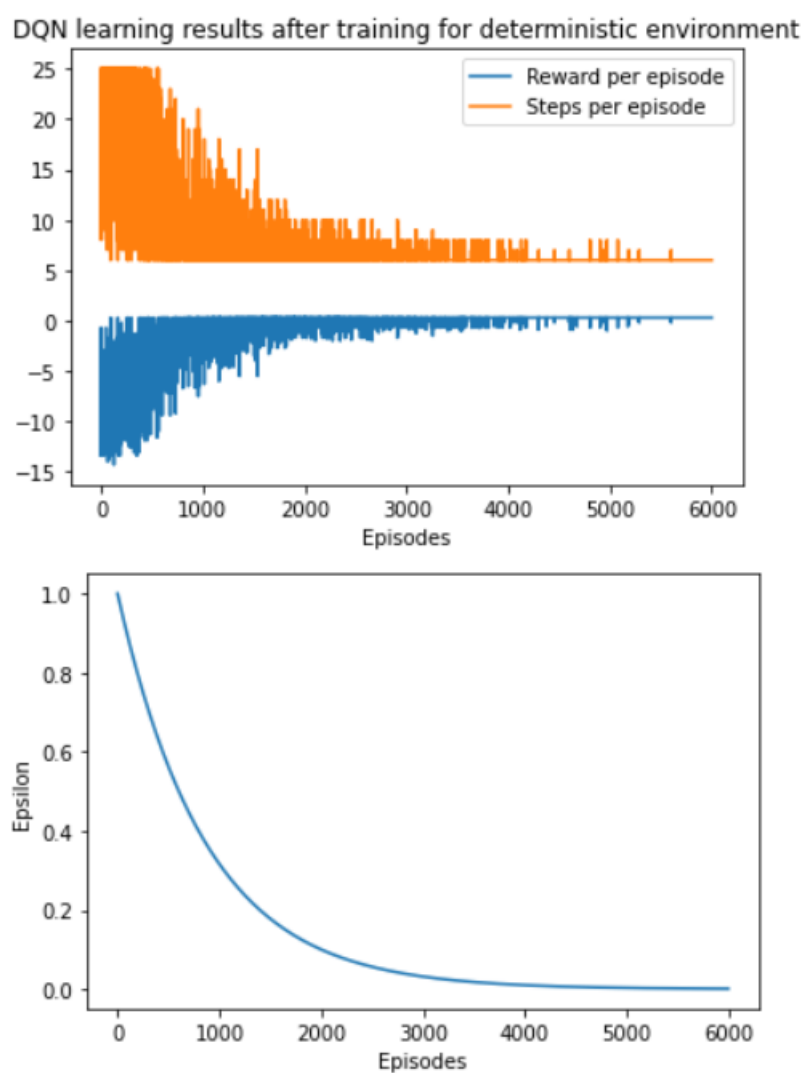 DQN learning results after training for deterministic environment
25
20
15
10
5
0
−5
−10
−15
Reward per episode
Steps per episode
0 1000 2000 3000 4000 5000 6000
Episodes
1.0
0.8
0.6
0.4
0.2
0.0
Epsilon
0 1000 2000 3000 4000 5000 6000
Episodes